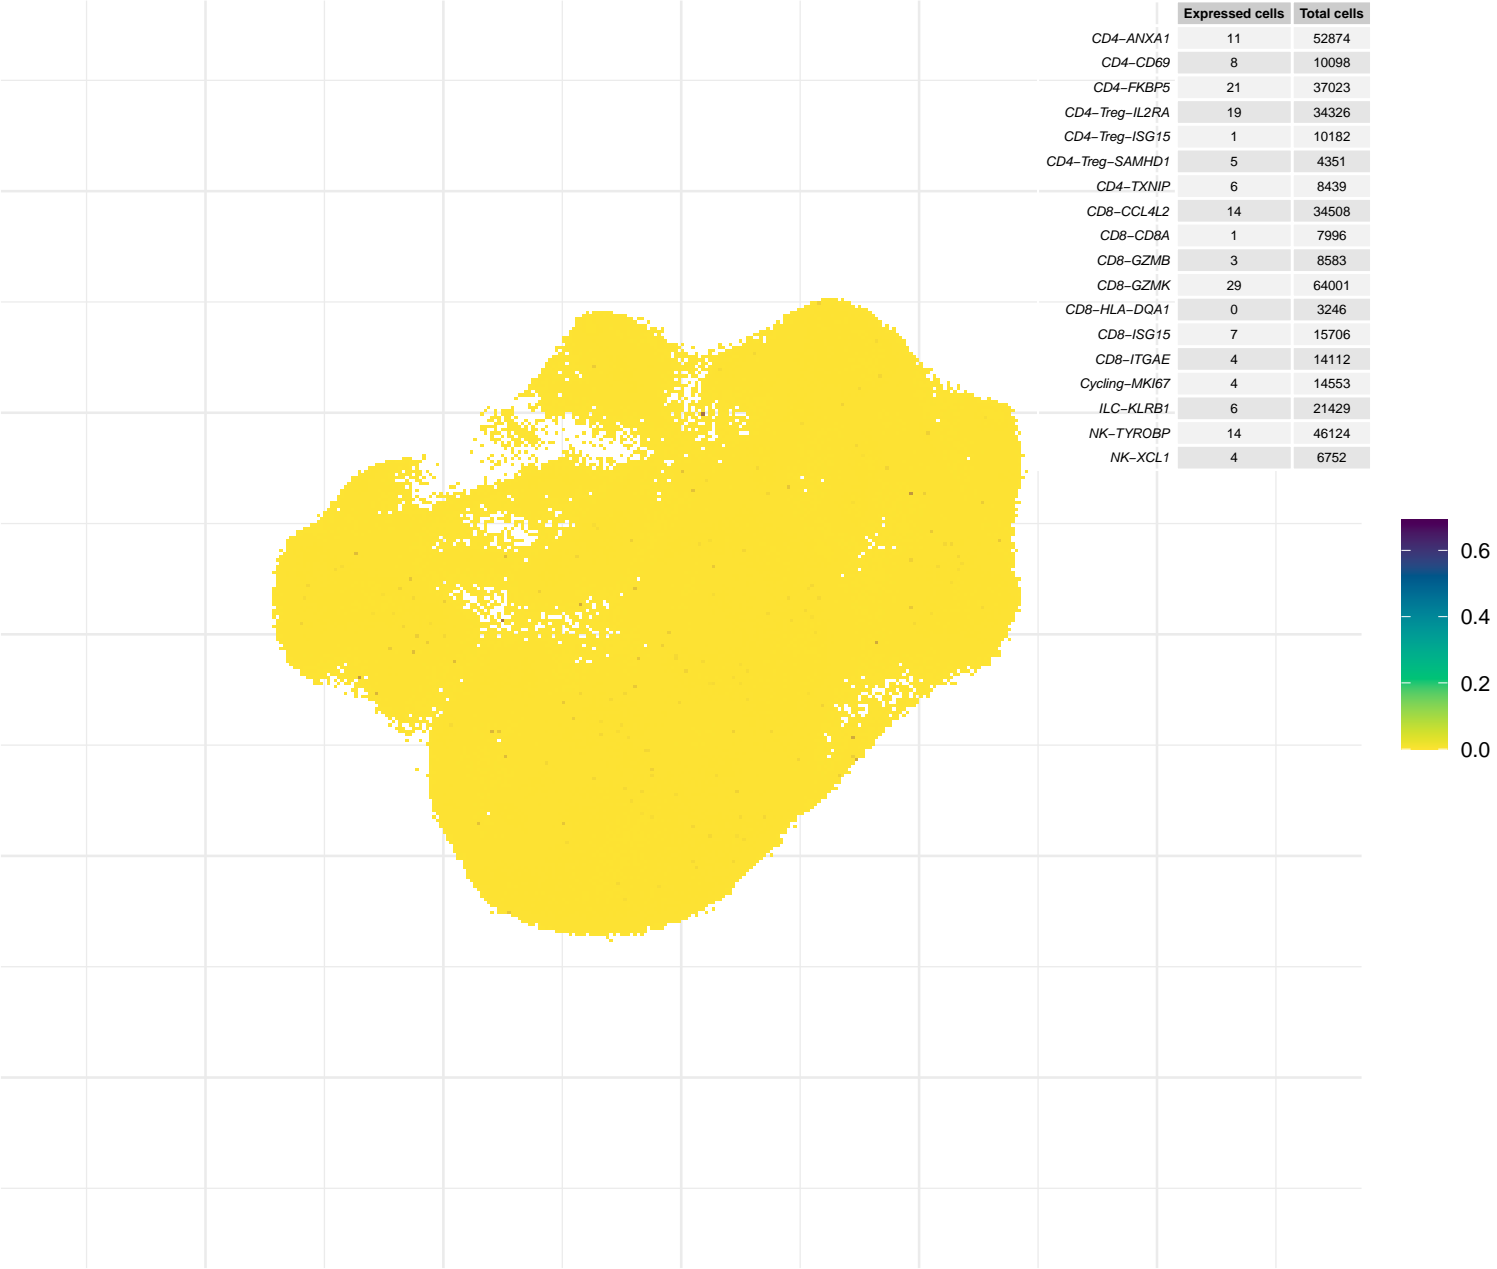 Expressed cells Total cells
CD4−ANXA1 11 52874
CD4−CD69 8 10098
CD4−FKBP5 21 37023
CD4−Treg−IL2RA 19 34326
CD4−Treg−ISG15 1 10182
CD4−Treg−SAMHD1 5 4351
CD4−TXNIP 6 8439
CD8−CCL4L2 14 34508
CD8−CD8A 1 7996
CD8−GZMB 3 8583
CD8−GZMK 29 64001
CD8−HLA−DQA1 0 3246
CD8−ISG15 7 15706
CD8−ITGAE 4 14112
Cycling−MKI67 4 14553
ILC−KLRB1 6 21429
NK−TYROBP 14 46124
NK−XCL1 4 6752
0.6
0.4
0.2
0.0